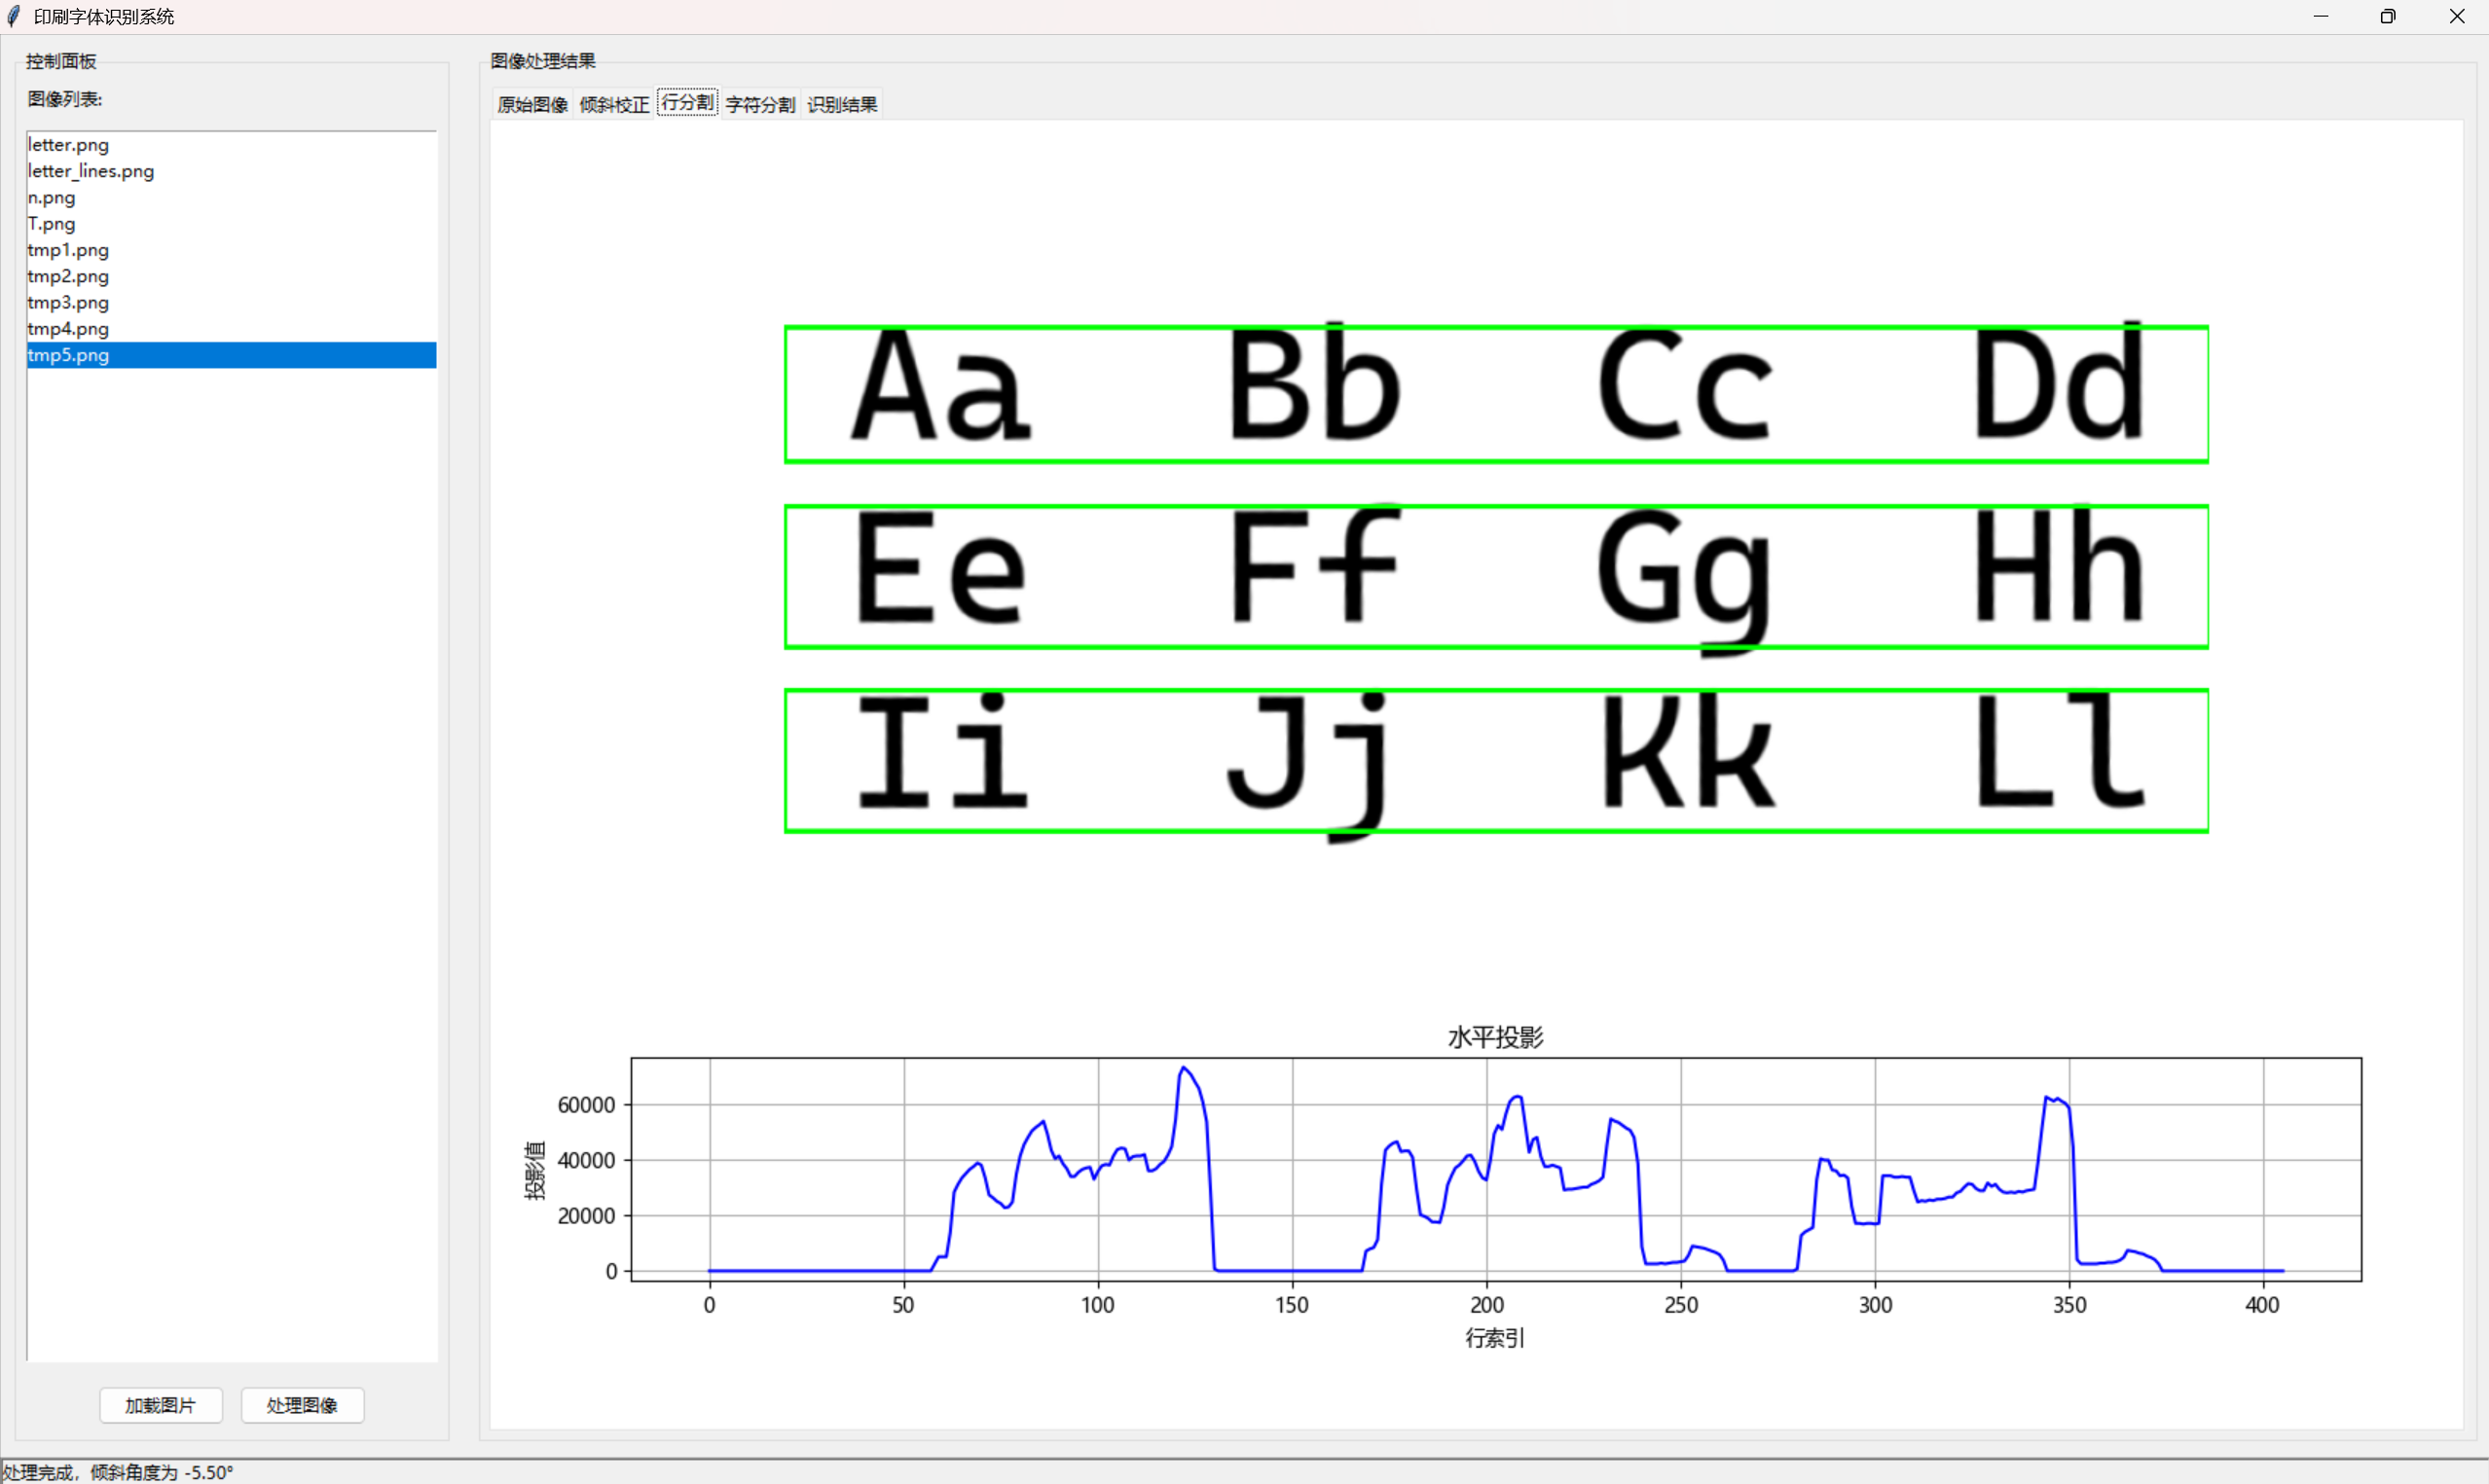 印刷字体识别系统
控制面板
图像列表:
letter.png
letter_lines.png
n.png
T.png
tmp1.png
tmp2.png
tmp3.png
tmp4.png
tmp5.png
加载图片 处理图像
图像处理结果
原始图像 倾斜校正 行分割 字符分割 识别结果
Aa Bb Cc Dd
Ee Ff Gg Hh
Ii Jj Kk Ll
水平投影
投影值
60000
40000
20000
0
0 50 100 150 200 250 300 350 400
行索引
处理完成，倾斜角度为 -5.50°